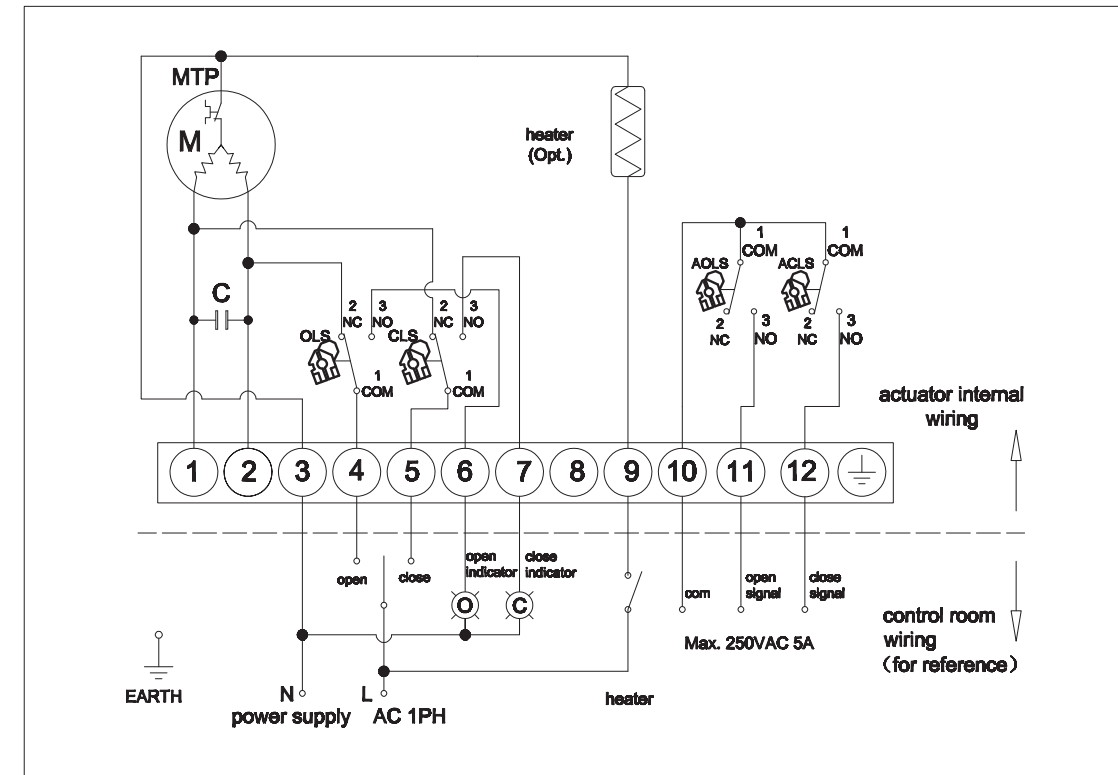 MTP
M
heater
(Opt.)
C
1
COM
1
COM
AOLS
ACLS
2
NC
3
NO
2
NC
3
NO
2
NC
3
NO
2
NC
3
NO
OLS
CLS
1
COM
1
COM
actuator internal
wiring
1
2
3
4
5
6
7
8
9
10
11
12
open
close
open
indicator
close
indicator
O
C
com
open
signal
close
signal
Max. 250VAC 5A
control room
wiring
（for reference）
EARTH
N
L
power supply
AC 1PH
heater